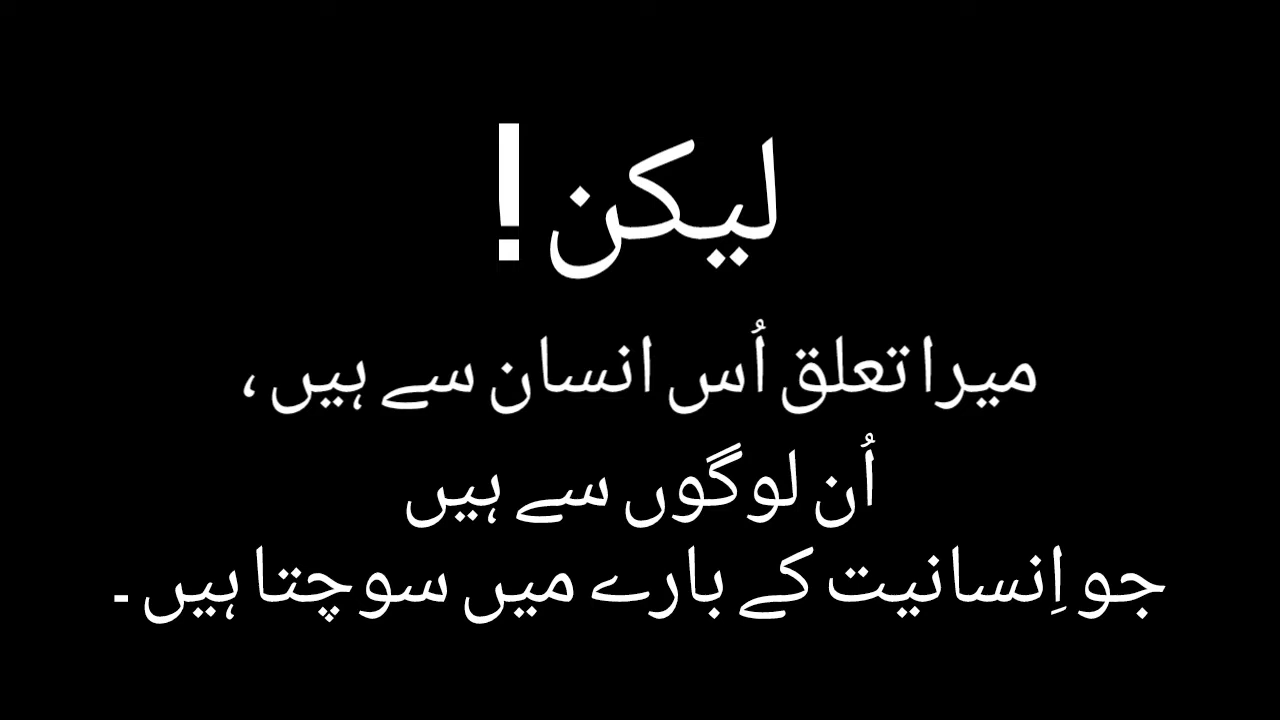 لیکن!
میرا تعلق اُس انسان سے ہیں ،
اُن لوگوں سے ہیں
جو اِنسانیت کے بارے میں سوچتا ہیں ۔